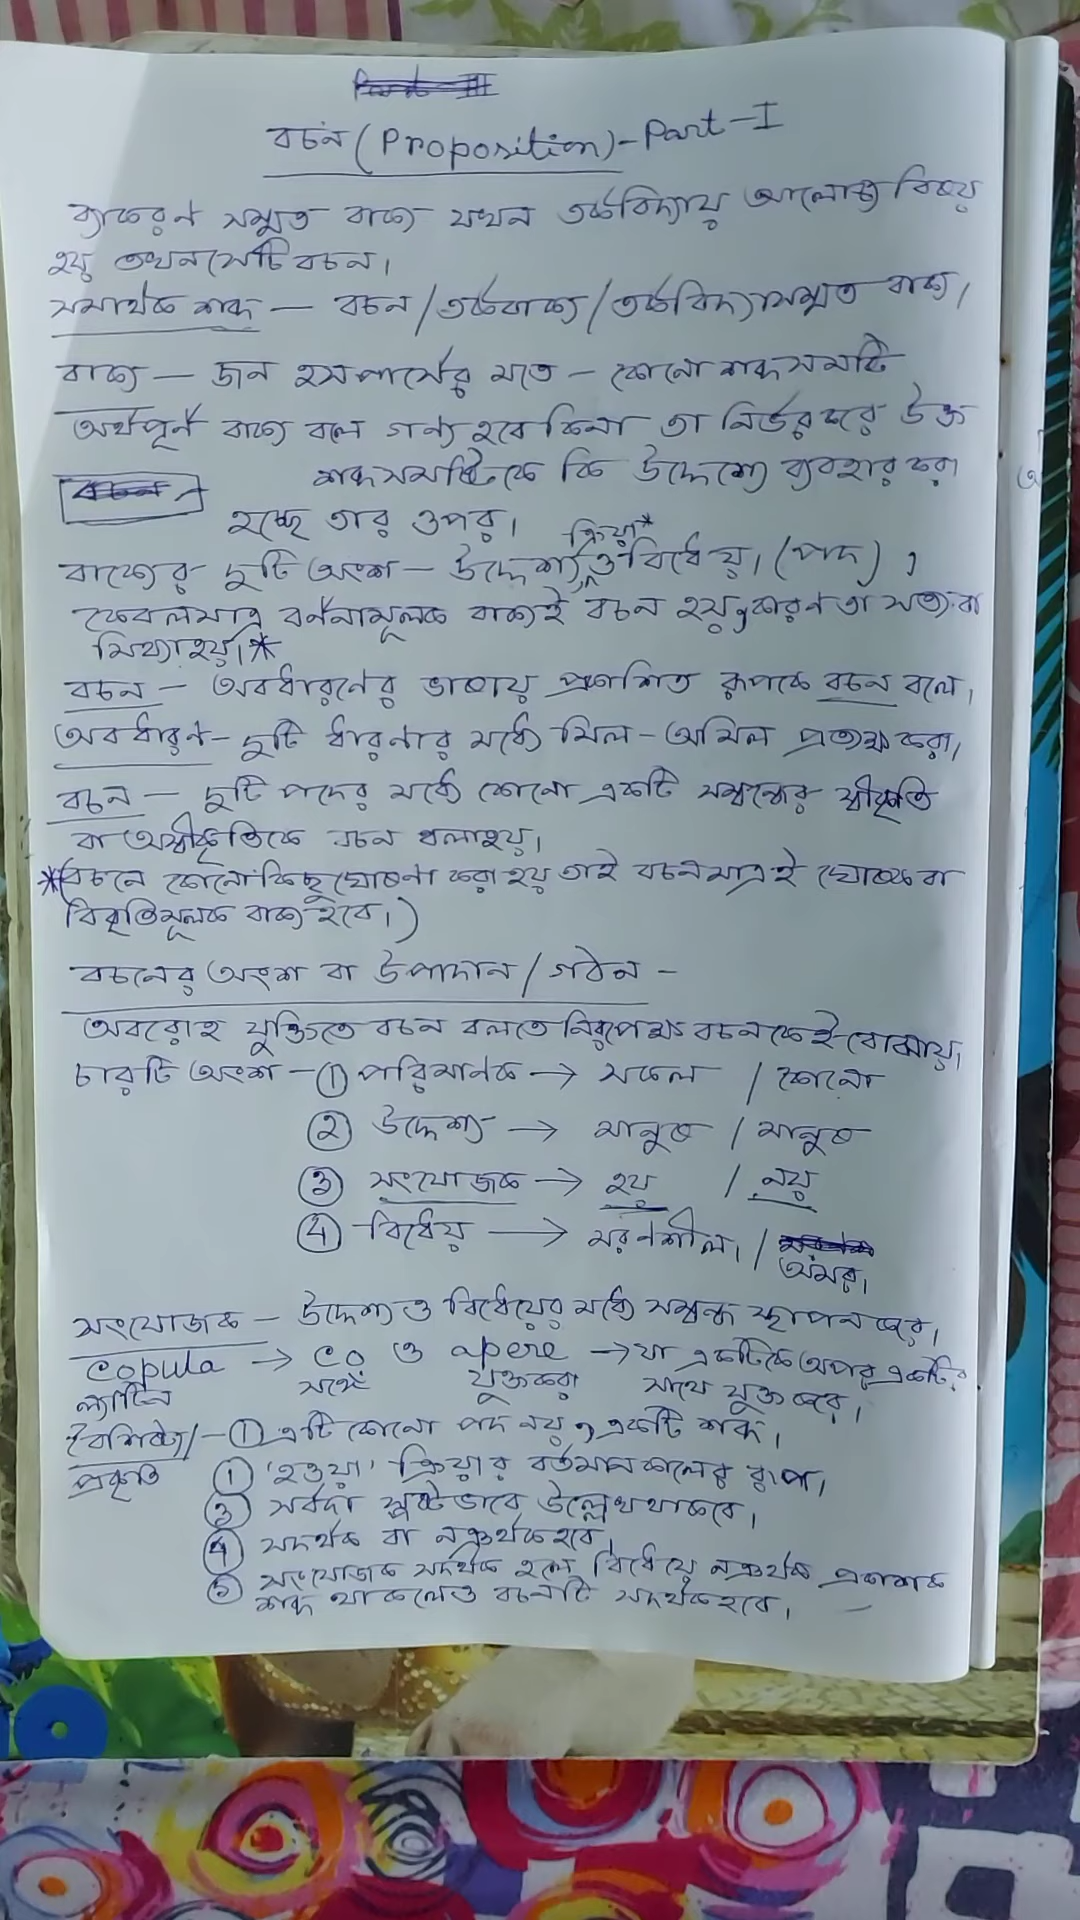 বচন (Proposition) - Part - I
ব্যাকরণ সম্মত বাক্য যখন তর্কবিদ্যায় আলোচ্য বিষয়
হয় তখন সেটি বচন।
সমার্থক শব্দ — বচন/তর্কবাক্য/তর্কবিদ্যাসম্মত বাক্য।
বাক্য — জন হসপার্সের মতে - কোনো শব্দসমষ্টি
অর্থপূর্ণ বাক্য বলে গণ্য হবে কিনা তা নির্ভর করে উক্ত
শব্দসমষ্টিকে কি উদ্দেশ্যে ব্যবহার করা
হচ্ছে তার ওপর।
ক্রিয়া*
বাক্যের দুটি অংশ — উদ্দেশ্য ও বিধেয়। (পদ)
কেবলমাত্র বর্ণনামূলক বাক্যই বচন হয়, কারণ তা সত্য বা
মিথ্যা হয়।*
বচন — অবধারণের ভাষায় প্রকাশিত রূপকে বচন বলে।
অবধারণ — দুটি ধারণার মধ্যে মিল - অমিল প্রত্যক্ষ করা।
বচন — দুটি পদের মধ্যে কোনো একটি সম্বন্ধের স্বীকৃতি
বা অস্বীকৃতিকে বচন বলা হয়।
*(বচনে কোনো কিছু ঘোষণা করা হয় তাই বচনমাত্রই ঘোষক বা
বিবৃতিমূলক বাক্য হবে।)
বচনের অংশ বা উপাদান/গঠন —
অবরোহ যুক্তিতে বচন বলতে নিরপেক্ষ বচনকেই বোঝায়।
চারটি অংশ — ① পরিমাণক → সকল / কোনো
② উদ্দেশ্য → মানুষ / মানুষ
③ সংযোজক → হয় / নয়
④ বিধেয় → মরণশীল। / অমর।
সংযোজক — উদ্দেশ্য ও বিধেয়ের মধ্যে সম্বন্ধ স্থাপন করে।
copula → co ও apere → যা একটিকে অপর একটির
ল্যাটিন সঙ্গে যুক্ত করা সাথে যুক্ত করে।
বৈশিষ্ট্য/ — ① এটি কোনো পদ নয়, একটি শব্দ।
প্রকৃতি ① 'হওয়া' ক্রিয়ার বর্তমানকালের রূপ।
③ সর্বদা স্পষ্টভাবে উল্লেখ থাকবে।
④ সদর্থক বা নঞর্থক হবে।
⑤ সংযোজক সদর্থক হলে বিধেয়ে নঞর্থক প্রকাশক
শব্দ থাকলেও বচনটি সদর্থক হবে।